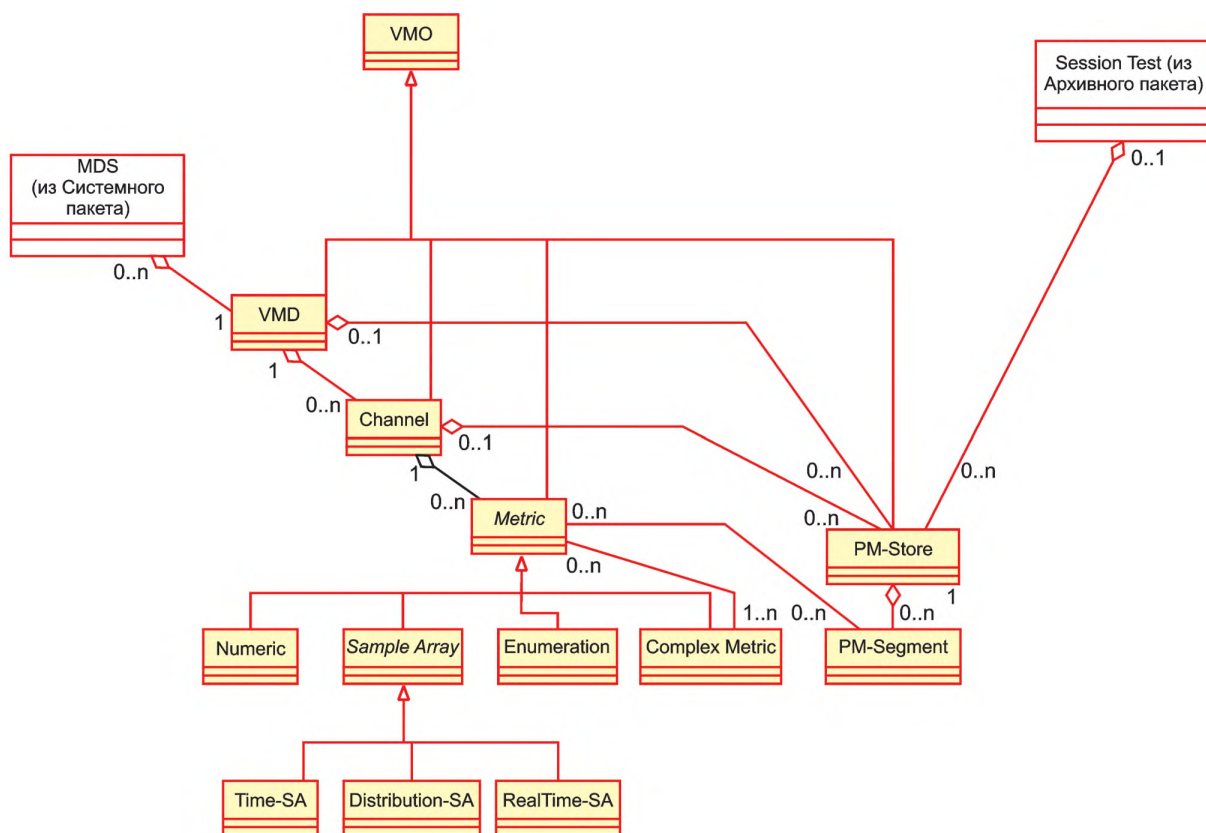 VMO
Session Test (из
Архивного пакета)
0..1
MDS
(из Системного
пакета)
0..n
1
VMD
0..1
1
0..n
Channel
0..1
1
0..n
0..n
0..n
0..n
Metric
0..n
0..n
PM-Store
1
1..n
0..n
0..n
Numeric
Sample Array
Enumeration
Complex Metric
PM-Segment
Time-SA
Distribution-SA
RealTime-SA